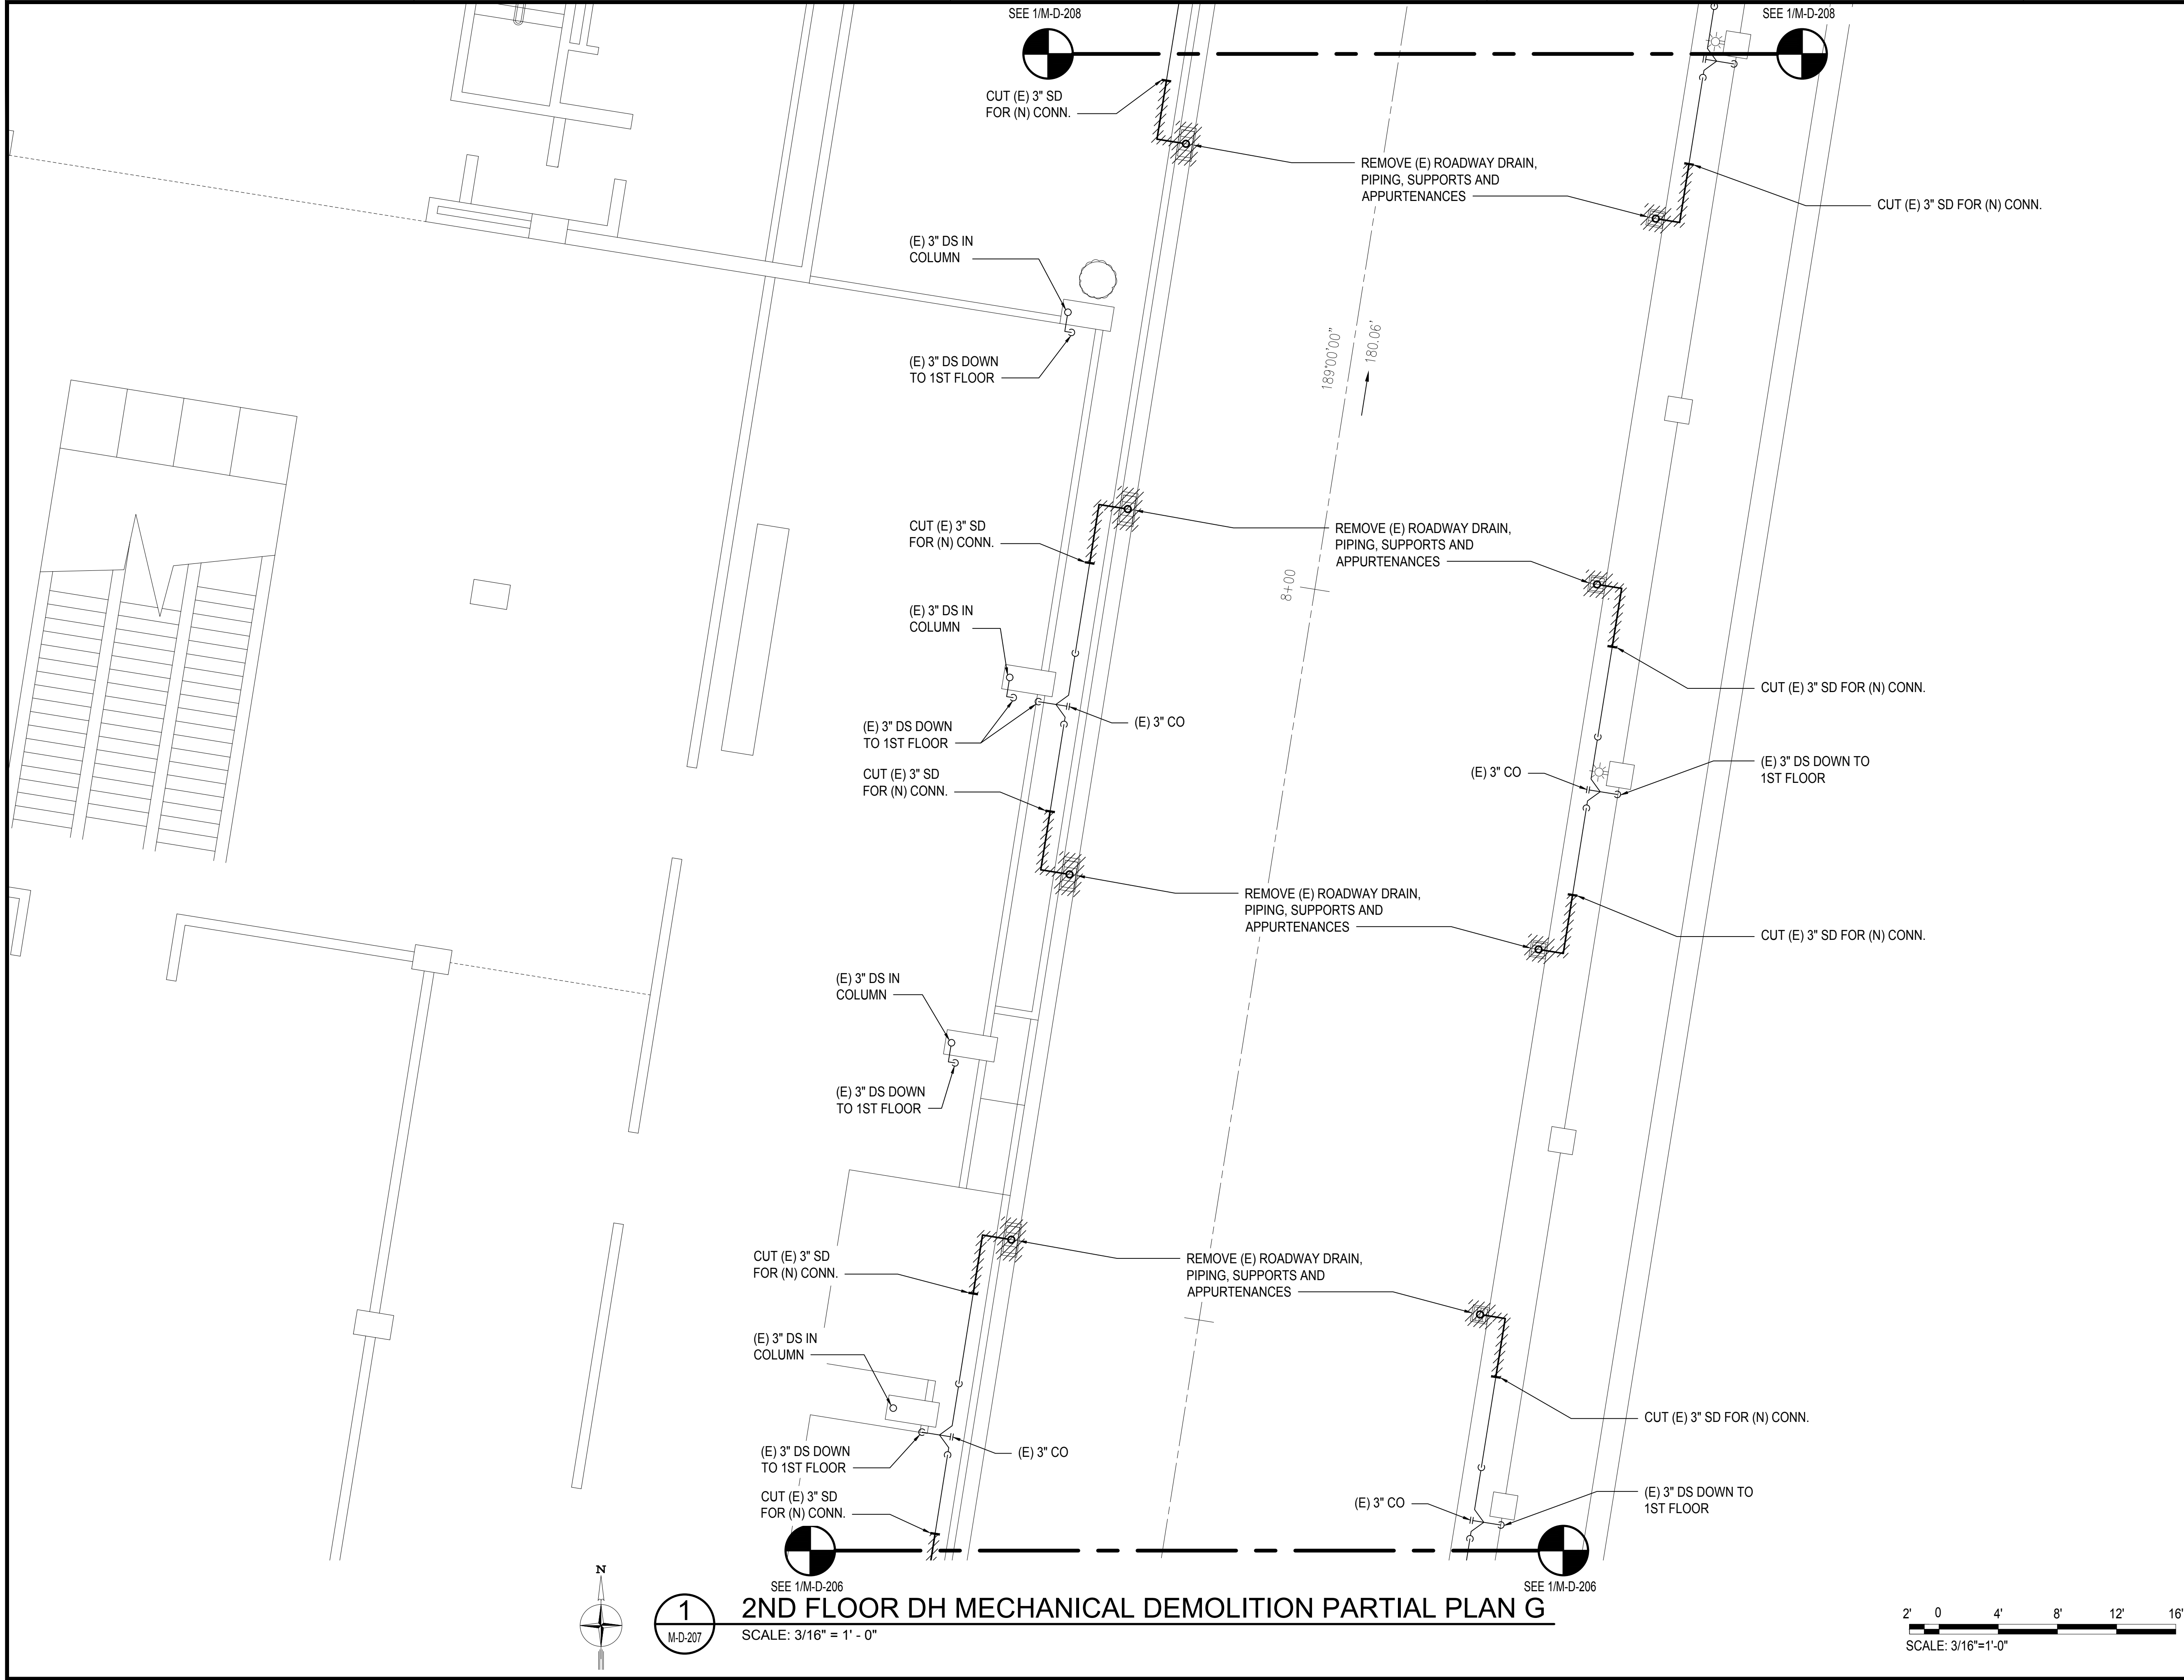 SEE 1/M-D-208
SEE 1/M-D-208
CUT (E) 3" SD
FOR (N) CONN.
REMOVE (E) ROADWAY DRAIN,
PIPING, SUPPORTS AND
APPURTENANCES
CUT (E) 3" SD FOR (N) CONN.
(E) 3" DS IN
COLUMN
(E) 3" DS DOWN
TO 1ST FLOOR
189°00'00"
180.06'
CUT (E) 3" SD
FOR (N) CONN.
REMOVE (E) ROADWAY DRAIN,
PIPING, SUPPORTS AND
APPURTENANCES
8+00
(E) 3" DS IN
COLUMN
CUT (E) 3" SD FOR (N) CONN.
(E) 3" DS DOWN
TO 1ST FLOOR
(E) 3" CO
CUT (E) 3" SD
FOR (N) CONN.
(E) 3" CO
(E) 3" DS DOWN TO
1ST FLOOR
REMOVE (E) ROADWAY DRAIN,
PIPING, SUPPORTS AND
APPURTENANCES
CUT (E) 3" SD FOR (N) CONN.
(E) 3" DS IN
COLUMN
(E) 3" DS DOWN
TO 1ST FLOOR
CUT (E) 3" SD
FOR (N) CONN.
REMOVE (E) ROADWAY DRAIN,
PIPING, SUPPORTS AND
APPURTENANCES
(E) 3" DS IN
COLUMN
CUT (E) 3" SD FOR (N) CONN.
(E) 3" DS DOWN
TO 1ST FLOOR
(E) 3" CO
CUT (E) 3" SD
FOR (N) CONN.
(E) 3" CO
(E) 3" DS DOWN TO
1ST FLOOR
SEE 1/M-D-206
SEE 1/M-D-206
N
1
M-D-207
2ND FLOOR DH MECHANICAL DEMOLITION PARTIAL PLAN G
SCALE: 3/16" = 1' - 0"
2' 0 4' 8' 12' 16'
SCALE: 3/16"=1'-0"